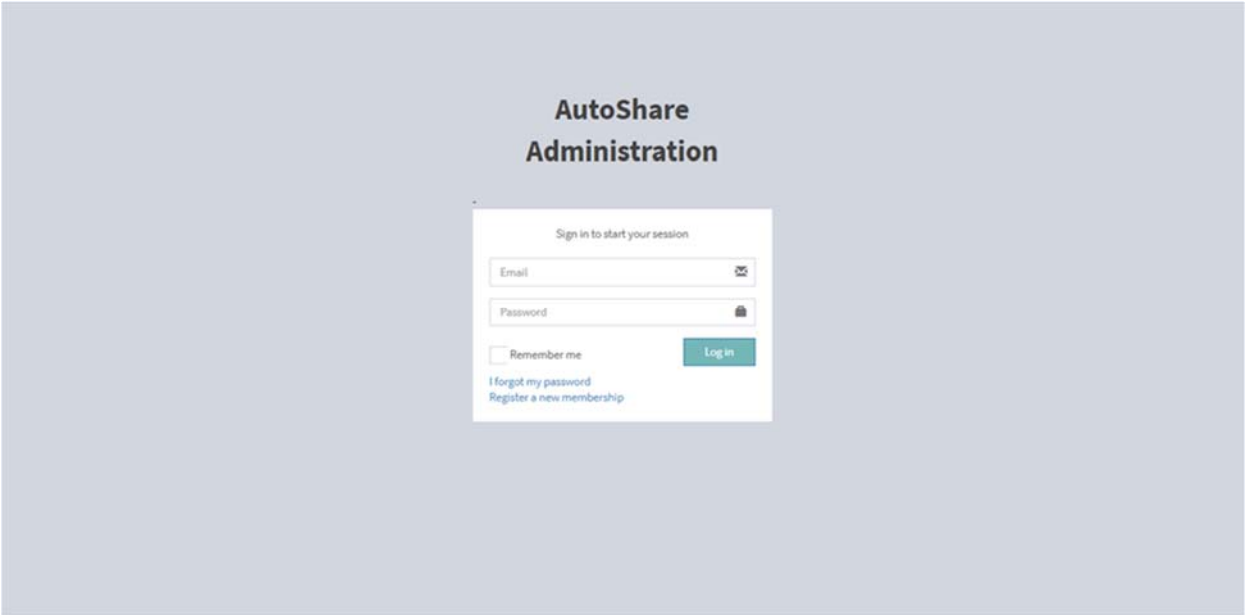 AutoShare
Administration
-
Sign in to start your session
Email
Password
Remember me
Log in
I forgot my password
Register a new membership